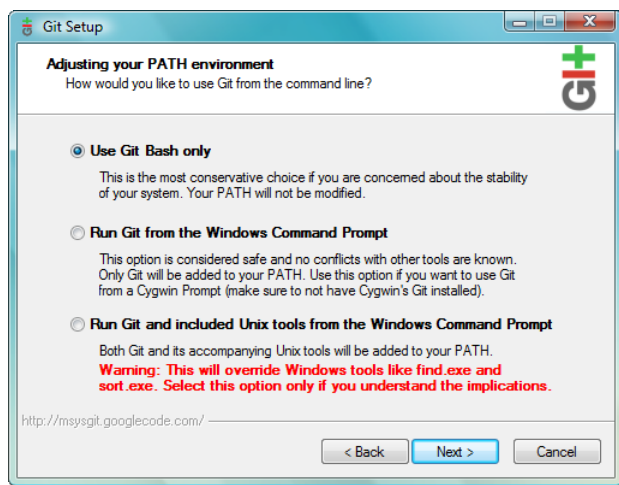 Git Setup
Adjusting your PATH environment
How would you like to use Git from the command line?
Git
Use Git Bash only
This is the most conservative choice if you are concerned about the stability
of your system. Your PATH will not be modified.
Run Git from the Windows Command Prompt
This option is considered safe and no conflicts with other tools are known.
Only Git will be added to your PATH. Use this option if you want to use Git
from a Cygwin Prompt (make sure to not have Cygwin's Git installed).
Run Git and included Unix tools from the Windows Command Prompt
Both Git and its accompanying Unix tools will be added to your PATH.
Warning: This will override Windows tools like find.exe and
sort.exe. Select this option only if you understand the implications.
http://msysgit.googlecode.com/
< Back
Next >
Cancel